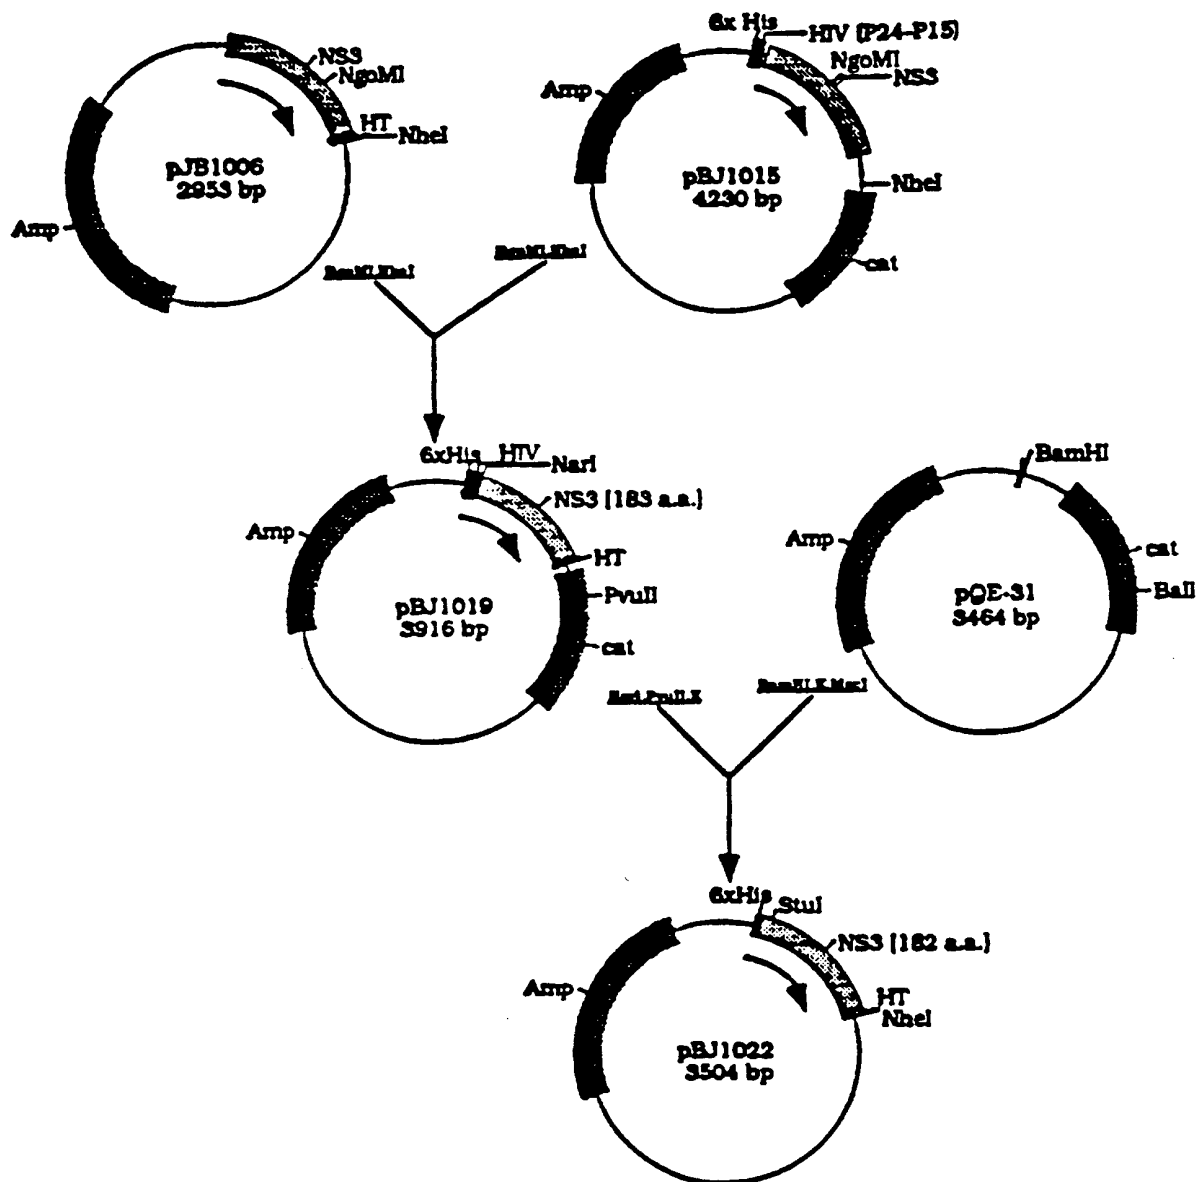 NS3
NgoMI
HT
NheI
pJB1006
2953 bp
Amp
6x His
HIV (P24-P15)
NgoMI
NS3
Amp
pBJ1015
4230 bp
NheI
cat
6xHis
HIV
NarI
NS3 [183 a.a.]
Amp
HT
PvuII
pBJ1019
3916 bp
cat
BamHI
Amp
cat
BalI
pQE-31
3464 bp
6xHis
StuI
NS3 [182 a.a.]
Amp
HT
NheI
pBJ1022
3504 bp